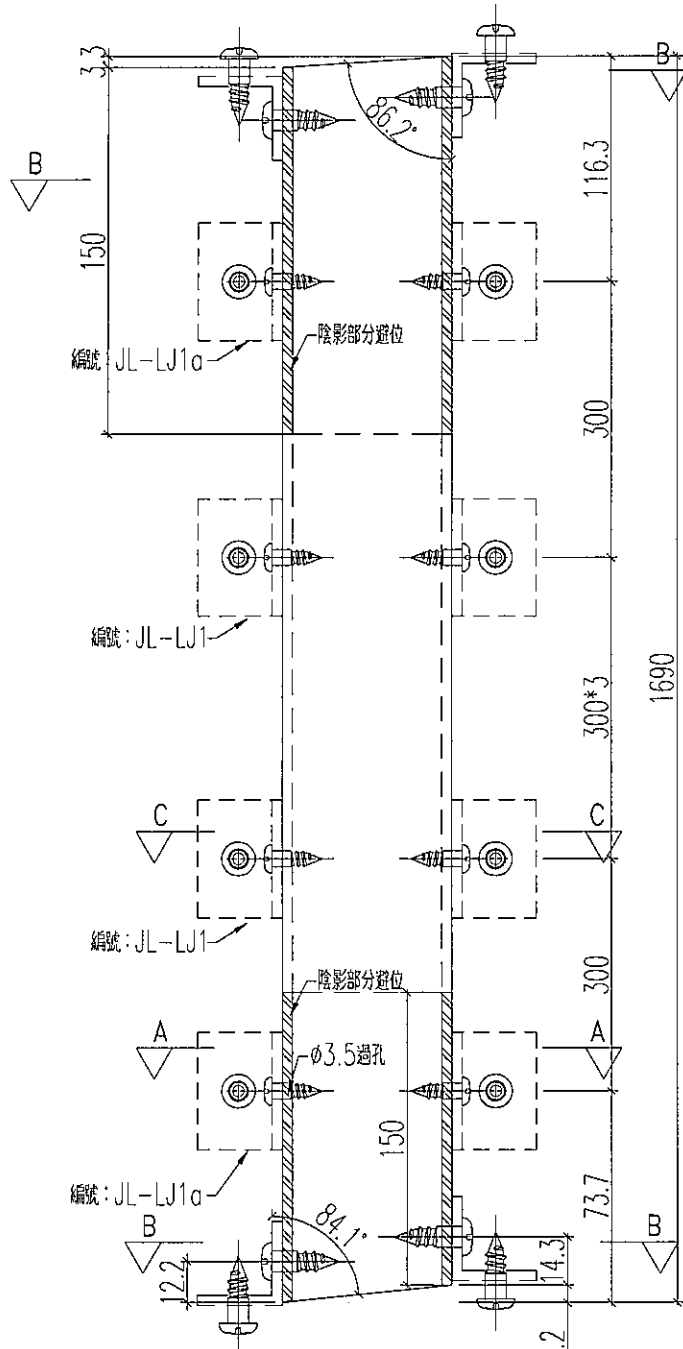 3.3
B
86.2°
116.3
B
150
陰影部分避位
編號:JL-LJ1a
300
編號:JL-LJ1
300*3
1690
C
C
編號:JL-LJ1
陰影部分避位
300
A
A
φ3.5過孔
150
編號:JL-LJ1a
73.7
B
84.1°
B
14.3
12.2
.2